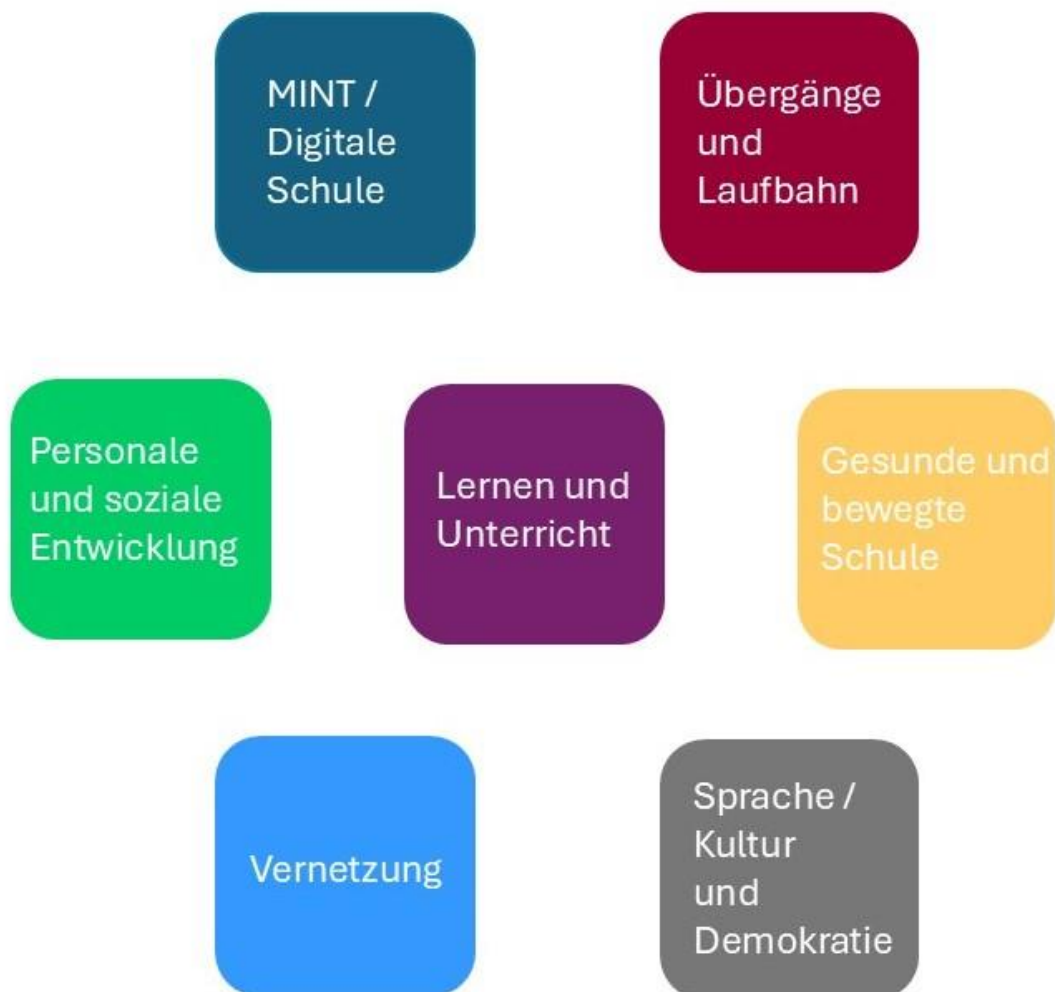 MINT /
Digitale
Schule
Übergänge
und
Laufbahn
Personale
und soziale
Entwicklung
Lernen und
Unterricht
Gesunde und
bewegte
Schule
Vernetzung
Sprache /
Kultur
und
Demokratie